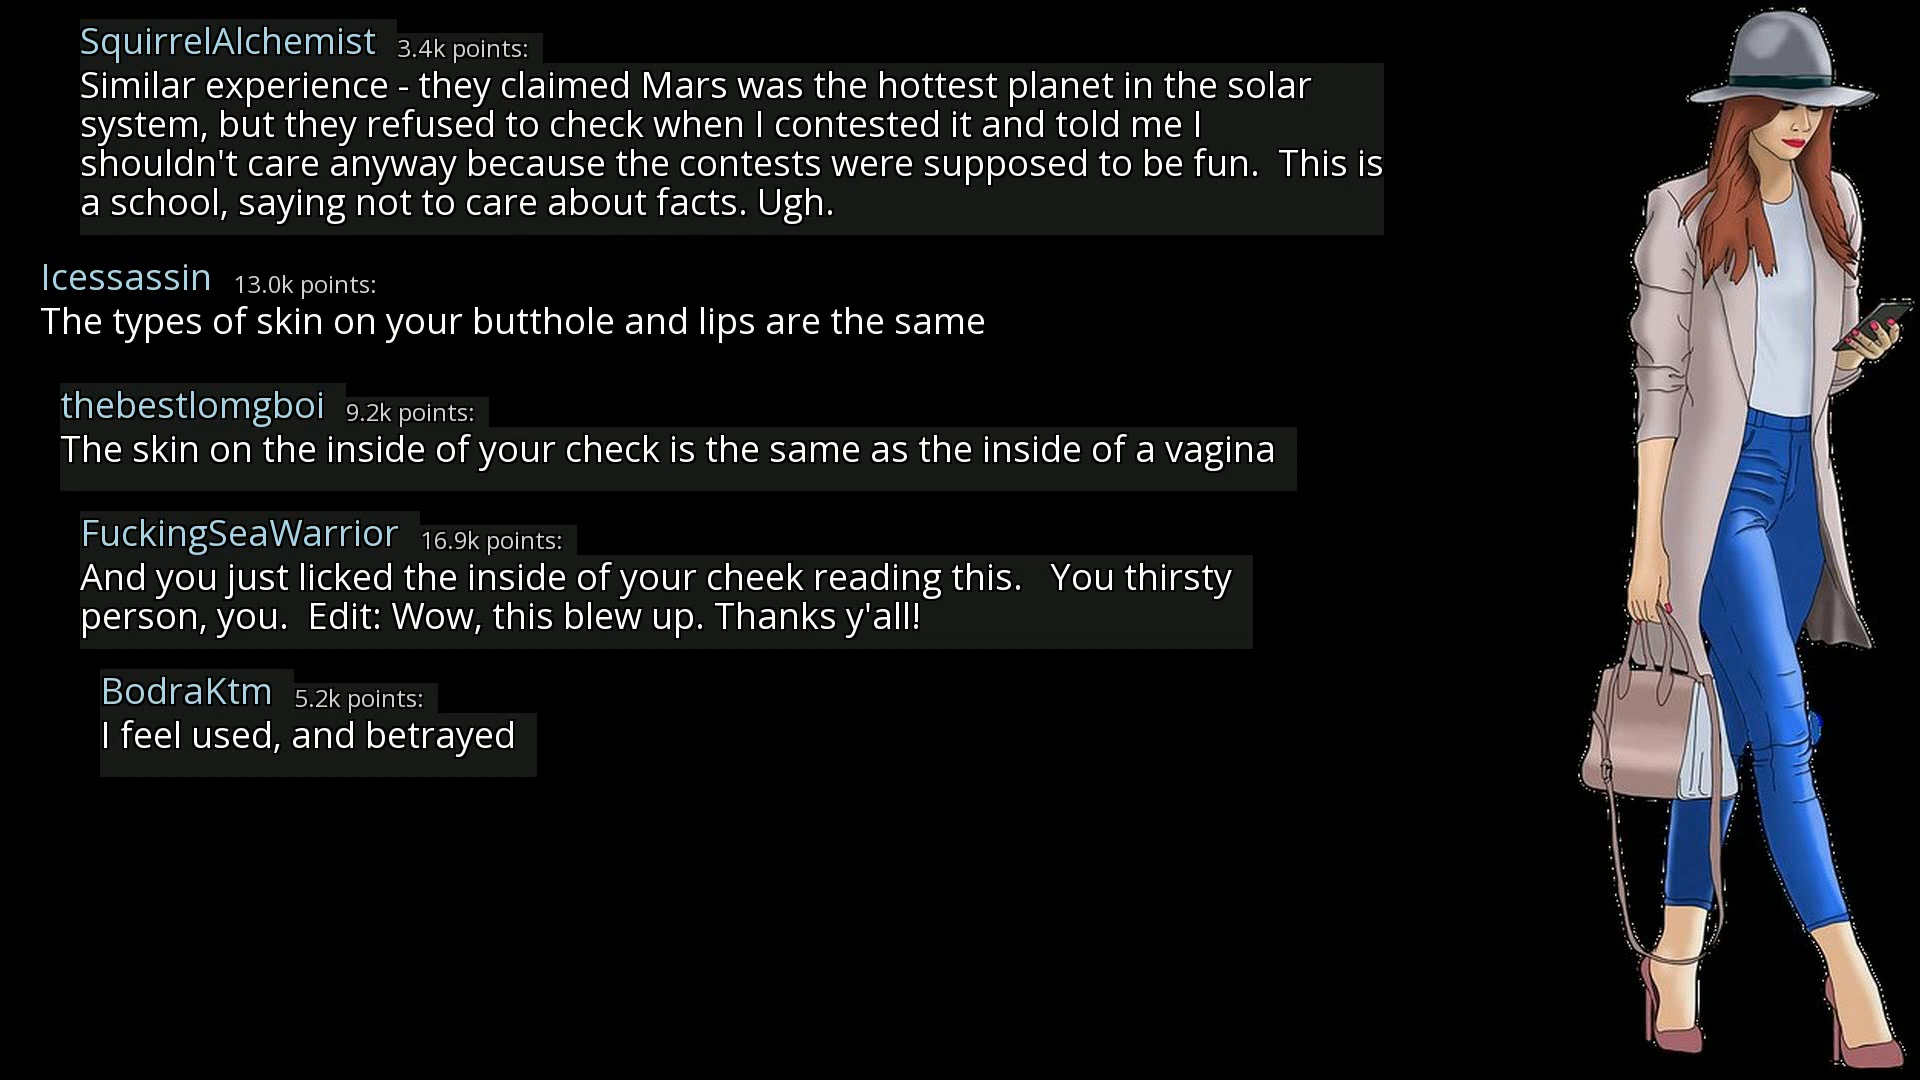 SquirrelAlchemist 3.4k points:
Similar experience - they claimed Mars was the hottest planet in the solar
system, but they refused to check when I contested it and told me I
shouldn't care anyway because the contests were supposed to be fun.  This is
a school, saying not to care about facts. Ugh.
Icessassin 13.0k points:
The types of skin on your butthole and lips are the same
thebestlomgboi 9.2k points:
The skin on the inside of your check is the same as the inside of a vagina
FuckingSeaWarrior 16.9k points:
And you just licked the inside of your cheek reading this.   You thirsty
person, you.  Edit: Wow, this blew up. Thanks y'all!
BodraKtm 5.2k points:
I feel used, and betrayed